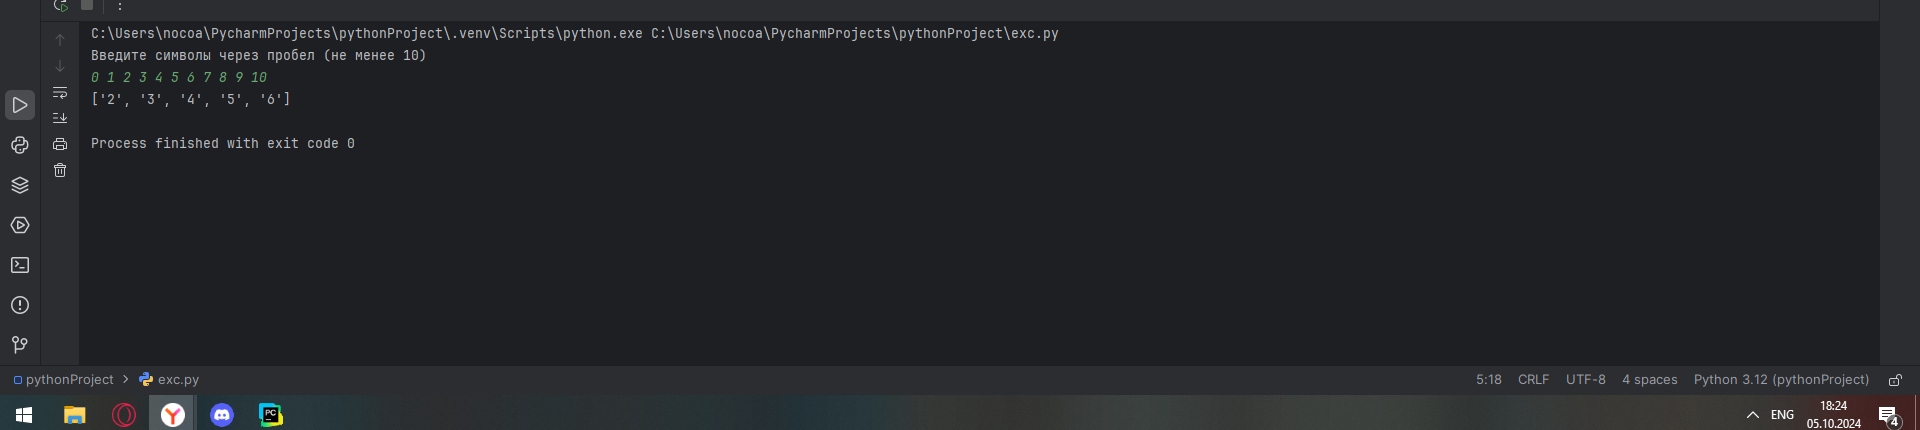 C:\Users\nocoa\PycharmProjects\pythonProject\.venv\Scripts\python.exe C:\Users\nocoa\PycharmProjects\pythonProject\exc.py
Введите символы через пробел (не менее 10)
0 1 2 3 4 5 6 7 8 9 10
['2', '3', '4', '5', '6']
Process finished with exit code 0
pythonProject > exc.py
5:18 CRLF UTF-8 4 spaces Python 3.12 (pythonProject)
PC
ENG
18:24
05.10.2024
4